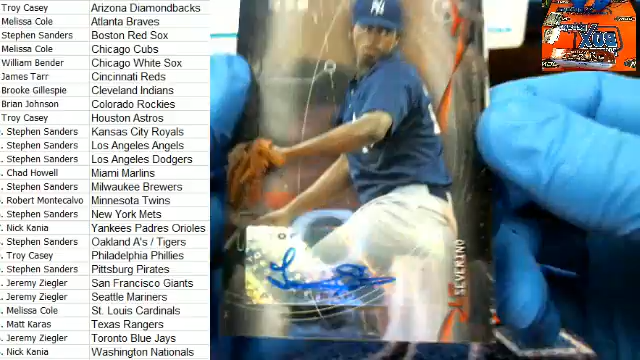 Troy Casey Arizona Diamondbacks
Melissa Cole Atlanta Braves
Stephen Sanders Boston Red Sox
Melissa Cole Chicago Cubs
William Bender Chicago White Sox
James Tarr Cincinnati Reds
Brooke Gillespie Cleveland Indians
Brian Johnson Colorado Rockies
Troy Casey Houston Astros
Stephen Sanders Kansas City Royals
Stephen Sanders Los Angeles Angels
Stephen Sanders Los Angeles Dodgers
Chad Howell Miami Marlins
Stephen Sanders Milwaukee Brewers
Robert Montecalvo Minnesota Twins
Stephen Sanders New York Mets
Nick Kania Yankees Padres Orioles
Stephen Sanders Oakland A's / Tigers
Troy Casey Philadelphia Phillies
Stephen Sanders Pittsburg Pirates
Jeremy Ziegler San Francisco Giants
Jeremy Ziegler Seattle Mariners
Melissa Cole St. Louis Cardinals
Matt Karas Texas Rangers
Jeremy Ziegler Toronto Blue Jays
Nick Kania Washington Nationals
SEVERINO